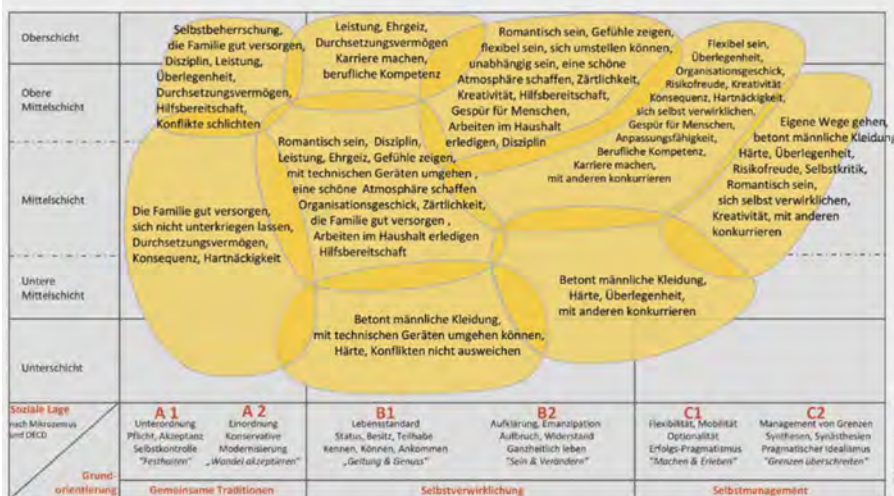 Oberschicht
Obere
Mittelschicht
Mittelschicht
Untere
Mittelschicht
Unterschicht
Selbstbeherrschung,
die Familie gut versorgen,
Disziplin, Leistung,
Überlegenheit,
Durchsetzungsvermögen,
Hilfsbereitschaft,
Konflikte schlichten
Leistung, Ehrgeiz,
Durchsetzungsvermögen
Karriere machen,
berufliche Kompetenz
Romantisch sein, Gefühle zeigen,
flexibel sein, sich umstellen können,
unabhängig sein, eine schöne
Atmosphäre schaffen, Zärtlichkeit,
Kreativität, Hilfsbereitschaft,
Gespür für Menschen,
Arbeiten im Haushalt
erledigen, Disziplin
Flexibel sein,
Überlegenheit,
Organisationsgeschick,
Risikofreude, Kreativität
Konsequenz, Hartnäckigkeit,
sich selbst verwirklichen,
Gespür für Menschen,
Anpassungsfähigkeit,
Berufliche Kompetenz,
Karriere machen,
mit anderen konkurrieren
Eigene Wege gehen,
betont männliche Kleidung
Härte, Überlegenheit,
Risikofreude, Selbstkritik,
Romantisch sein,
sich selbst verwirklichen,
Kreativität, mit anderen
konkurrieren
Romantisch sein, Disziplin,
Leistung, Ehrgeiz, Gefühle zeigen,
mit technischen Geräten umgehen ,
eine schöne Atmosphäre schaffen
Organisationsgeschick, Zärtlichkeit,
die Familie gut versorgen ,
Arbeiten im Haushalt erledigen
Hilfsbereitschaft
Die Familie gut versorgen,
sich nicht unterkriegen lassen,
Durchsetzungsvermögen,
Konsequenz, Hartnäckigkeit
Betont männliche Kleidung,
mit technischen Geräten umgehen können,
Härte, Konflikten nicht ausweichen
Betont männliche Kleidung,
Härte, Überlegenheit,
mit anderen konkurrieren
Soziale Lage
nach Mikrozensus
und OECD
Grund-
orientierung
A 1
Unterordnung
Pflicht, Akzeptanz
Selbstkontrolle
"Festhalten"
A 2
Einordnung
Konservative
Modernisierung
„Wandel akzeptieren"
B1
Lebensstandard
Status, Besitz, Teilhabe
Kennen, Können, Ankommen
„Geltung & Genuss"
B2
Aufklärung, Emanzipation
Aufbruch, Widerstand
Ganzheitlich leben
"Sein & Verändern"
C1
Flexibilität, Mobilität
Optionalität
Erfolgs-Pragmatismus
"Machen & Erleben"
C2
Management von Grenzen
Synthesen, Synästhesien
Pragmatischer Idealismus
"Grenzen überschreiten"
Gemeinsame Traditionen
Selbstverwirklichung
Selbstmanagement